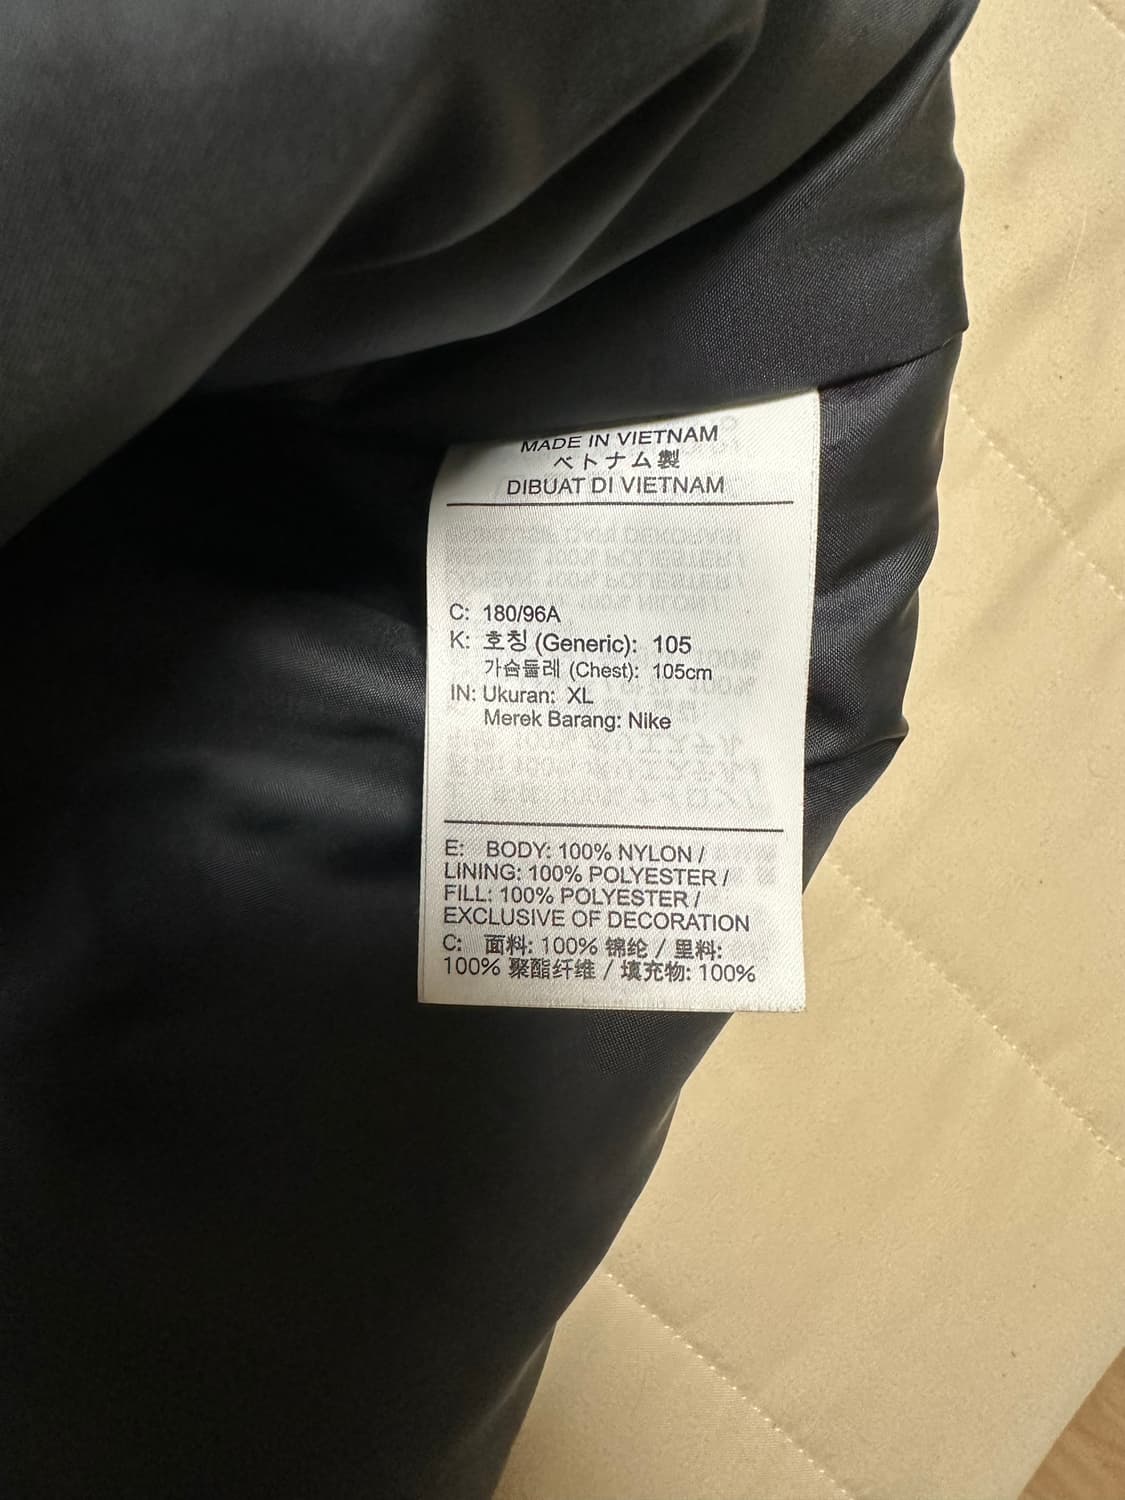 MADE IN VIETNAM
ベトナム製
DIBUAT DI VIETNAM
C: 180/96A
K: 호칭 (Generic): 105
가슴둘레 (Chest): 105cm
IN: Ukuran: XL
Merek Barang: Nike
E: BODY: 100% NYLON /
LINING: 100% POLYESTER /
FILL: 100% POLYESTER /
EXCLUSIVE OF DECORATION
C: 面料: 100% 锦纶 / 里料:
100% 聚酯纤维 / 填充物: 100%